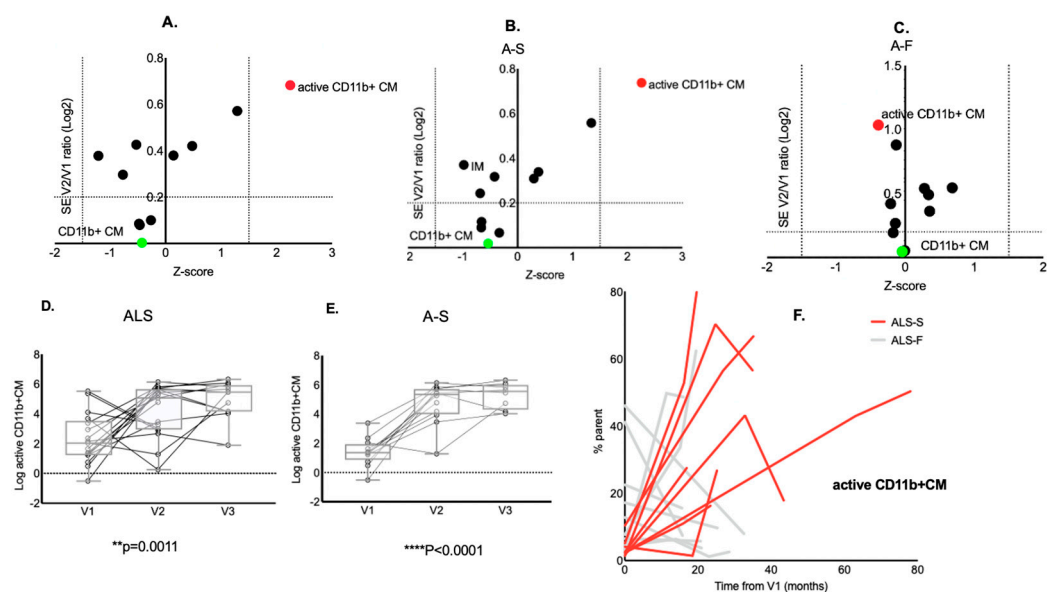 A.
SE V2/V1 ratio (Log2)
0.8
0.6
0.4
0.2
active CD11b+ CM
CD11b+ CM
-2 -1 0 1 2 3
Z-score
B.
A-S
SE V2/V1 ratio (Log2)
0.8
0.6
0.4
0.2
active CD11b+ CM
IM
CD11b+ CM
-2 -1 0 1 2 3
Z-score
C.
A-F
SE V2/V1 ratio (Log2)
1.5
active CD11b+ CM
1.0
0.5
CD11b+ CM
-2 -1 0 1 2
Z-score
D.
ALS
Log active CD11b+CM
8
6
4
2
0
-2
V1 V2 V3
**p=0.0011
E.
A-S
Log active CD11b+CM
8
6
4
2
0
-2
V1 V2 V3
****P<0.0001
F.
ALS-S
ALS-F
% parent
80
60
40
20
0
active CD11b+CM
0 20 40 60 80
Time from V1 (months)